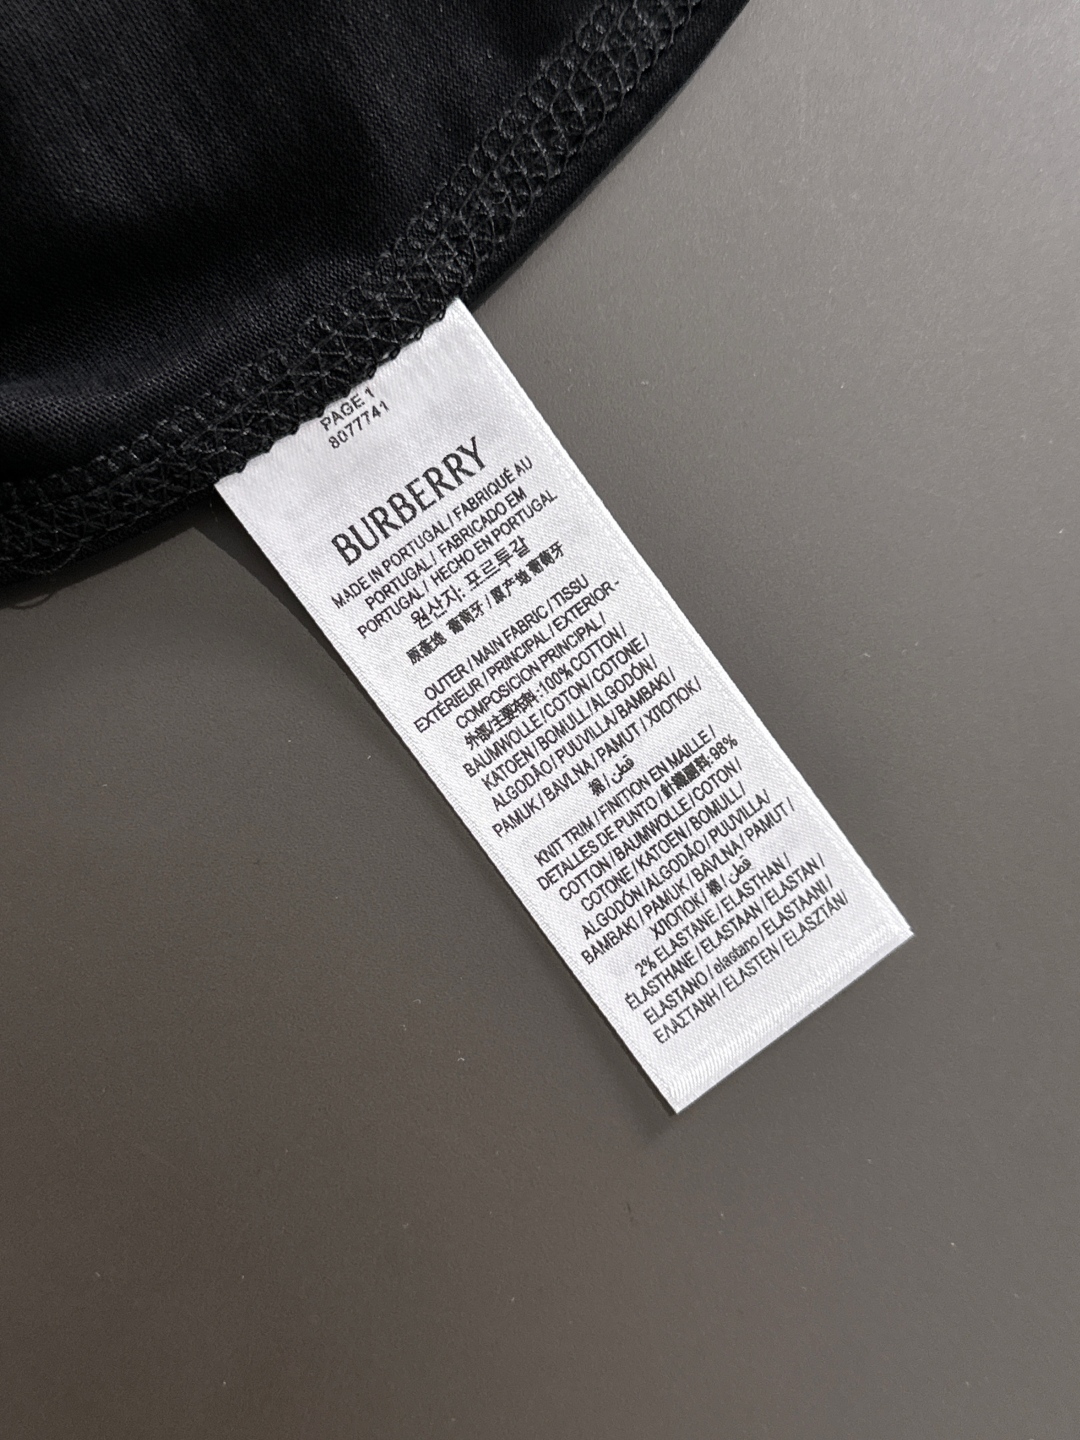 PAGE 1
8077741
BURBERRY
MADE IN PORTUGAL / FABRIQUÉ AU
PORTUGAL / FABRICADO EM
PORTUGAL / HECHO EN PORTUGAL
원산지: 포르투갈
原產地 葡萄牙 / 原产地 葡萄牙
OUTER / MAIN FABRIC / TISSU
EXTÉRIEUR / PRINCIPAL / EXTERIOR -
COMPOSICION PRINCIPAL /
外部/主要布料 :100% COTTON /
BAUMWOLLE / COTON / COTONE /
KATOEN / BOMULL / ALGODÓN /
ALGODÃO / PUUVILLA / BAMBAKI /
PAMUK / BAVLNA / PAMUT / ХЛОПОК /
棉 / قطن
KNIT TRIM / FINITION EN MAILLE /
DETALLES DE PUNTO / 針織層料: 98%
COTTON / BAUMWOLLE / COTON /
COTONE / KATOEN / BOMULL /
ALGODÓN / ALGODÃO / PUUVILLA /
BAMBAKI / PAMUK / BAVLNA / PAMUT /
ХЛОПОК / 棉 / قطن
2% ELASTANE / ELASTHAN /
ÉLASTHANE / ELASTAAN / ELASTAN /
ELASTANO / elastano / ELASTAANI /
ΕΛΑΣΤΑΝΗ / ELASTEN / ELASZTÁN /